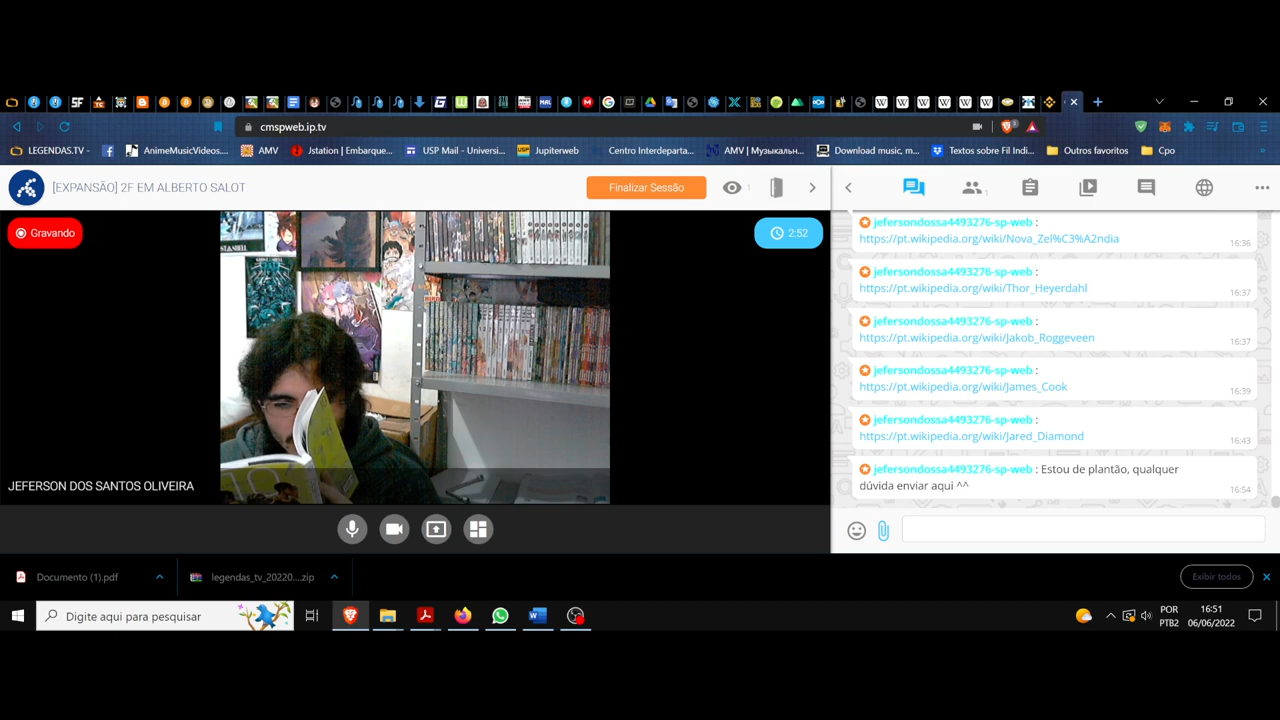 cmspweb.ip.tv
LEGENDAS.TV -
AnimeMusicVideos...
AMV
Jstation | Embarque...
USP Mail - Universi...
Jupiterweb
Centro Interdeparta...
AMV | Музыкальн...
Download music, m...
Textos sobre Fil Indi...
Outros favoritos
Cpo
[EXPANSÃO] 2F EM ALBERTO SALOT
Finalizar Sessão
1
1
Gravando
2:52
JEFERSON DOS SANTOS OLIVEIRA
jefersondossa4493276-sp-web :
https://pt.wikipedia.org/wiki/Nova_Zel%C3%A2ndia
16:36
jefersondossa4493276-sp-web :
https://pt.wikipedia.org/wiki/Thor_Heyerdahl
16:37
jefersondossa4493276-sp-web :
https://pt.wikipedia.org/wiki/Jakob_Roggeveen
16:37
jefersondossa4493276-sp-web :
https://pt.wikipedia.org/wiki/James_Cook
16:39
jefersondossa4493276-sp-web :
https://pt.wikipedia.org/wiki/Jared_Diamond
16:43
jefersondossa4493276-sp-web : Estou de plantão, qualquer
dúvida enviar aqui ^^
16:54
Documento (1).pdf
legendas_tv_20220....zip
Exibir todos
Digite aqui para pesquisar
POR
PTB2
16:51
06/06/2022